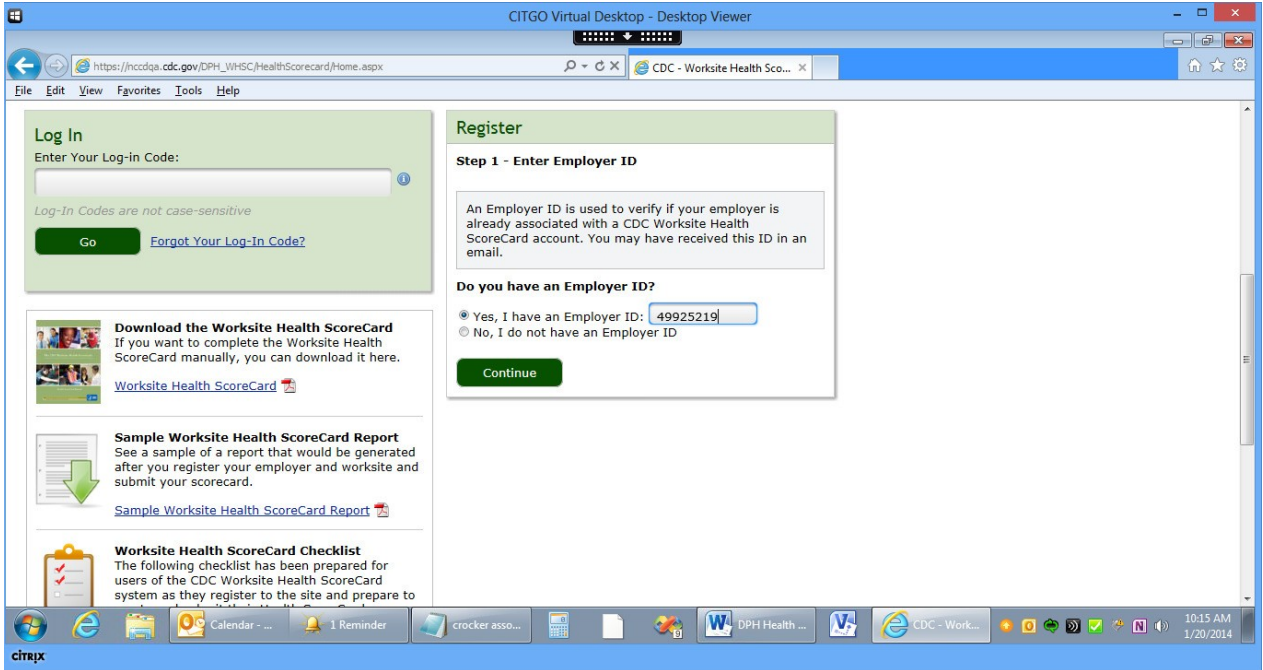 CITGO Virtual Desktop - Desktop Viewer
https://nccdqa.cdc.gov/DPH_WHSC/HealthScorecard/Home.aspx
CDC - Worksite Health Sco...
File Edit View Favorites Tools Help
Log In
Enter Your Log-in Code:
Log-In Codes are not case-sensitive
Go
Forgot Your Log-In Code?
Download the Worksite Health ScoreCard
If you want to complete the Worksite Health
ScoreCard manually, you can download it here.
Worksite Health ScoreCard
Sample Worksite Health ScoreCard Report
See a sample of a report that would be generated
after you register your employer and worksite and
submit your scorecard.
Sample Worksite Health ScoreCard Report
Worksite Health ScoreCard Checklist
The following checklist has been prepared for
users of the CDC Worksite Health ScoreCard
system as they register to the site and prepare to
Register
Step 1 - Enter Employer ID
An Employer ID is used to verify if your employer is
already associated with a CDC Worksite Health
ScoreCard account. You may have received this ID in an
email.
Do you have an Employer ID?
Yes, I have an Employer ID: 49925219
No, I do not have an Employer ID
Continue
Calendar - ...
1 Reminder
crocker asso...
9
DPH Health ...
CDC - Work...
10:15 AM
1/20/2014
CITRIX